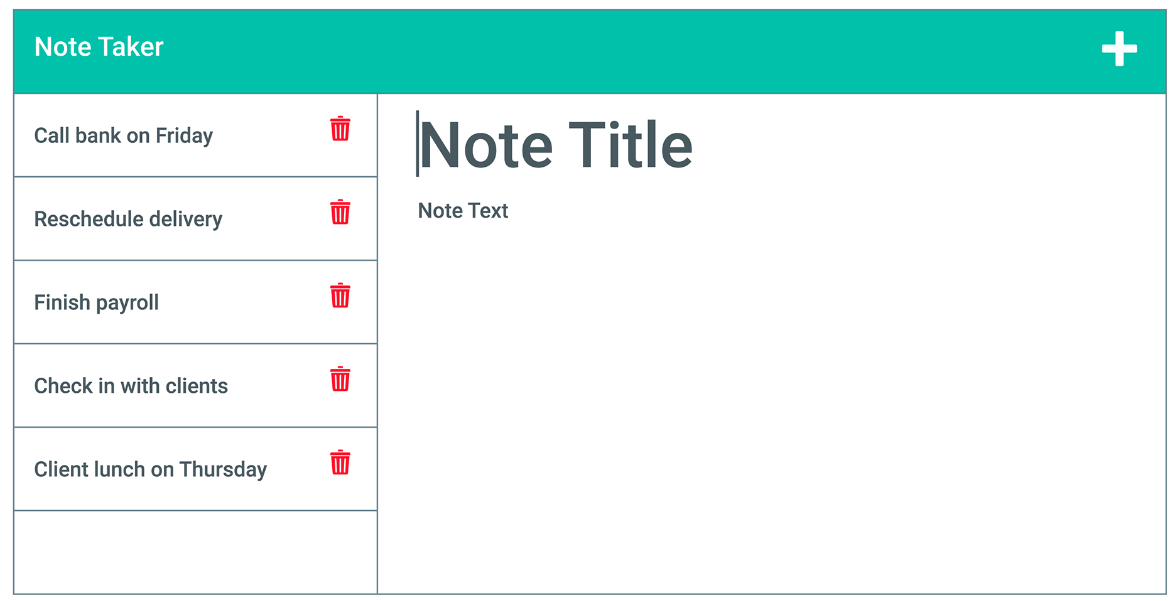 Note Taker
Call bank on Friday
Reschedule delivery
Finish payroll
Check in with clients
Client lunch on Thursday
Note Title
Note Text